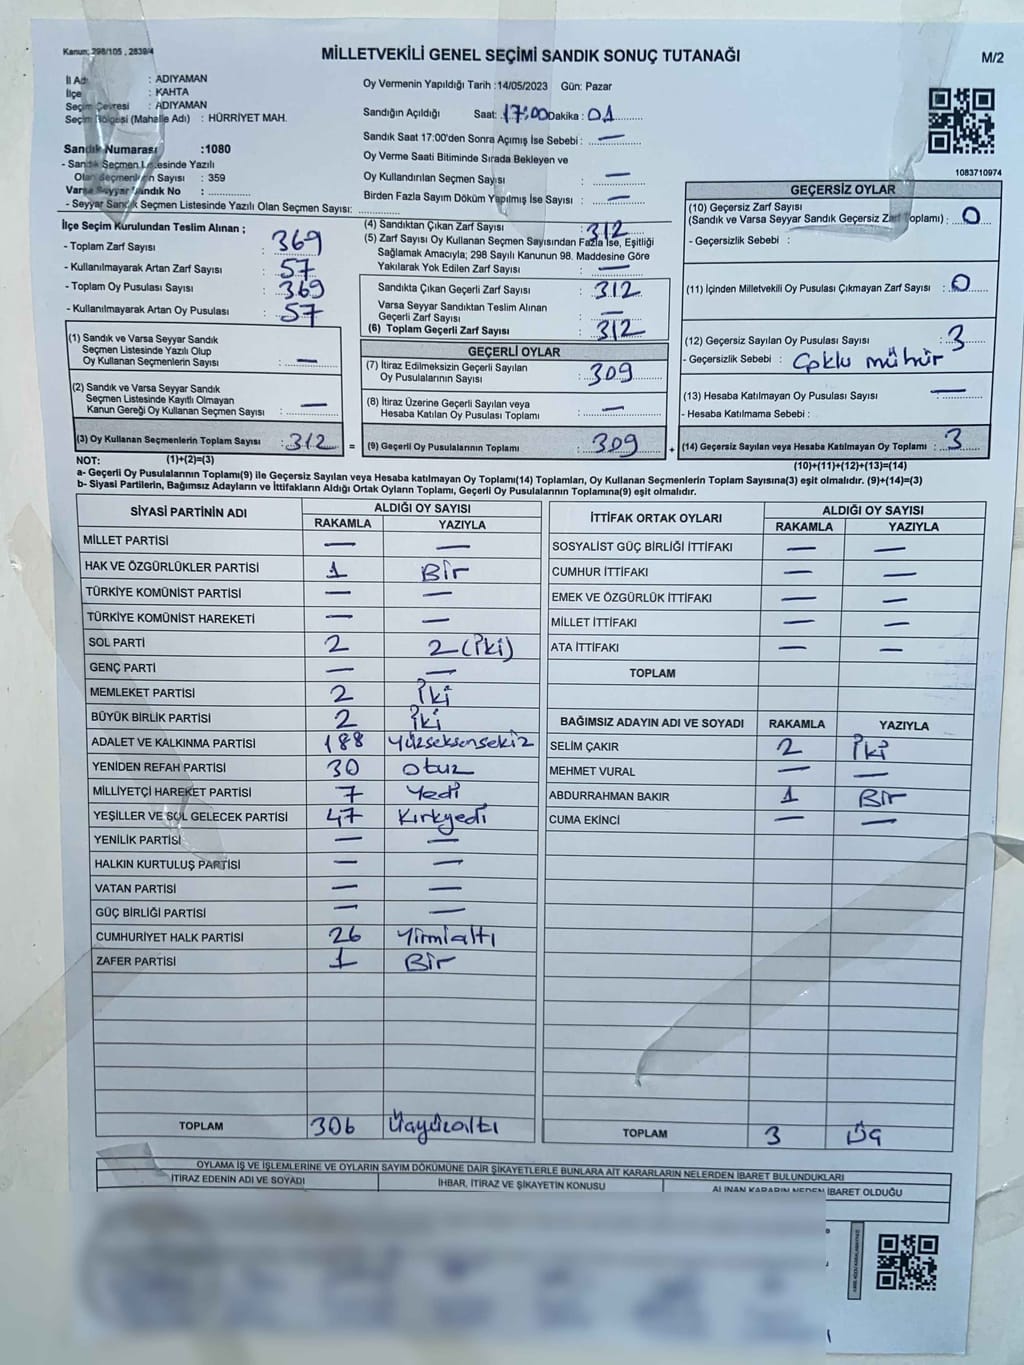 Kanun; 298/105 , 2839/4
MİLLETVEKİLİ GENEL SEÇİMİ SANDIK SONUÇ TUTANAĞI
M/2
İl Adı : ADIYAMAN
İlçe : KAHTA
Seçim Çevresi : ADIYAMAN
Seçim Bölgesi (Mahalle Adı) : HÜRRİYET MAH.
Sandık Numarası :1080
- Sandık Seçmen Listesinde Yazılı
Olan Seçmenlerin Sayısı : 359
Varsa Seyyar Sandık No : ............
- Seyyar Sandık Seçmen Listesinde Yazılı Olan Seçmen Sayısı: ............
Oy Vermenin Yapıldığı Tarih :14/05/2023 Gün: Pazar
Sandığın Açıldığı Saat: 17:00 Dakika : 01
Sandık Saat 17:00'den Sonra Açımış İse Sebebi : —
Oy Verme Saati Bitiminde Sırada Bekleyen ve
Oy Kullandırılan Seçmen Sayısı : —
Birden Fazla Sayım Döküm Yapılmış İse Sayısı : —
1083710974
İlçe Seçim Kurulundan Teslim Alınan ;
- Toplam Zarf Sayısı : 369
- Kullanılmayarak Artan Zarf Sayısı : 57
- Toplam Oy Pusulası Sayısı : 369
- Kullanılmayarak Artan Oy Pusulası : 57
(4) Sandıktan Çıkan Zarf Sayısı : 312
(5) Zarf Sayısı Oy Kullanan Seçmen Sayısından Fazla İse, Eşitliği
Sağlamak Amacıyla; 298 Sayılı Kanunun 98. Maddesine Göre
Yakılarak Yok Edilen Zarf Sayısı : —
Sandıkta Çıkan Geçerli Zarf Sayısı : 312
Varsa Seyyar Sandıktan Teslim Alınan
Geçerli Zarf Sayısı : —
(6) Toplam Geçerli Zarf Sayısı : 312
GEÇERSİZ OYLAR
(10) Geçersiz Zarf Sayısı
(Sandık ve Varsa Seyyar Sandık Geçersiz Zarf Toplamı) : 0
- Geçersizlik Sebebi :
(11) İçinden Milletvekili Oy Pusulası Çıkmayan Zarf Sayısı : 0
(12) Geçersiz Sayılan Oy Pusulası Sayısı : 3
- Geçersizlik Sebebi : Çoklu mühür
(13) Hesaba Katılmayan Oy Pusulası Sayısı : —
- Hesaba Katılmama Sebebi :
(14) Geçersiz Sayılan veya Hesaba Katılmayan Oy Toplamı : 3
(10)+(11)+(12)+(13)=(14)
(1) Sandık ve Varsa Seyyar Sandık
Seçmen Listesinde Yazılı Olup
Oy Kullanan Seçmenlerin Sayısı : —
(2) Sandık ve Varsa Seyyar Sandık
Seçmen Listesinde Kayıtlı Olmayan
Kanun Gereği Oy Kullanan Seçmen Sayısı : —
(3) Oy Kullanan Seçmenlerin Toplam Sayısı : 312 =
(1)+(2)=(3)
GEÇERLİ OYLAR
(7) İtiraz Edilmeksizin Geçerli Sayılan
Oy Pusulalarının Sayısı : 309
(8) İtiraz Üzerine Geçerli Sayılan veya
Hesaba Katılan Oy Pusulası Toplamı : —
(9) Geçerli Oy Pusulalarının Toplamı : 309 +
NOT:
a- Geçerli Oy Pusulalarının Toplamı(9) ile Geçersiz Sayılan veya Hesaba katılmayan Oy Toplamı(14) Toplamları, Oy Kullanan Seçmenlerin Toplam Sayısına(3) eşit olmalıdır. (9)+(14)=(3)
b- Siyasi Partilerin, Bağımsız Adayların ve İttifakların Aldığı Ortak Oyların Toplamı, Geçerli Oy Pusulalarının Toplamına(9) eşit olmalıdır.
SİYASİ PARTİNİN ADI ALDIĞI OY SAYISI
RAKAMLA YAZIYLA
MİLLET PARTİSİ — —
HAK VE ÖZGÜRLÜKLER PARTİSİ 1 Bir
TÜRKİYE KOMÜNİST PARTİSİ — —
TÜRKİYE KOMÜNİST HAREKETİ — —
SOL PARTİ 2 2 (iki)
GENÇ PARTİ — —
MEMLEKET PARTİSİ 2 iki
BÜYÜK BİRLİK PARTİSİ 2 iki
ADALET VE KALKINMA PARTİSİ 188 Yüzseksensekiz
YENİDEN REFAH PARTİSİ 30 otuz
MİLLİYETÇİ HAREKET PARTİSİ 7 Yedi
YEŞİLLER VE SOL GELECEK PARTİSİ 47 Kırkyedi
YENİLİK PARTİSİ — —
HALKIN KURTULUŞ PARTİSİ — —
VATAN PARTİSİ — —
GÜÇ BİRLİĞİ PARTİSİ — —
CUMHURİYET HALK PARTİSİ 26 Yirmialtı
ZAFER PARTİSİ 1 Bir
TOPLAM 306 Üçyüzaltı
İTTİFAK ORTAK OYLARI ALDIĞI OY SAYISI
RAKAMLA YAZIYLA
SOSYALİST GÜÇ BİRLİĞİ İTTİFAKI — —
CUMHUR İTTİFAKI — —
EMEK VE ÖZGÜRLÜK İTTİFAKI — —
MİLLET İTTİFAKI — —
ATA İTTİFAKI — —
TOPLAM
BAĞIMSIZ ADAYIN ADI VE SOYADI RAKAMLA YAZIYLA
SELİM ÇAKIR 2 iki
MEHMET VURAL — —
ABDURRAHMAN BAKIR 1 Bir
CUMA EKİNCİ — —
TOPLAM 3 Üç
OYLAMA İŞ VE İŞLEMLERİNE VE OYLARIN SAYIM DÖKÜMÜNE DAİR ŞİKAYETLERLE BUNLARA AİT KARARLARIN NELERDEN İBARET BULUNDUKLARI
İTİRAZ EDENİN ADI VE SOYADI İHBAR, İTİRAZ VE ŞİKAYETİN KONUSU ALINAN KARARIN NEDEN İBARET OLDUĞU